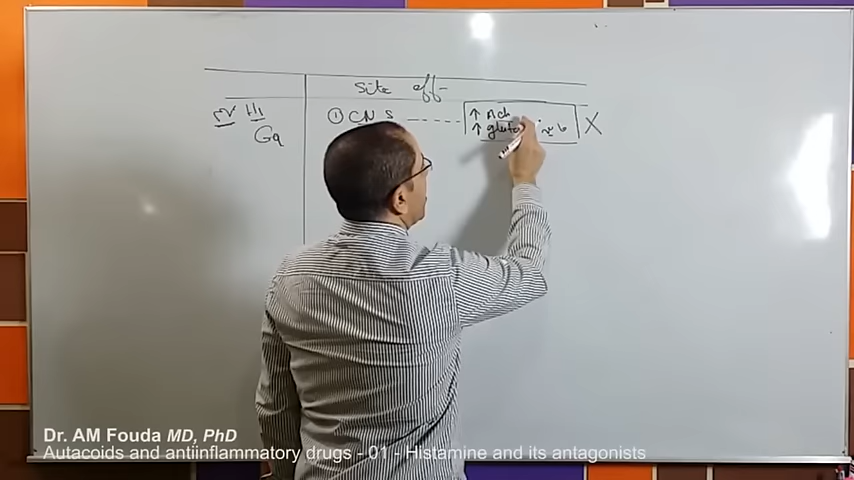 Site eff
H1
① CNS ------ ↑ Ach
↑ gluta
Gq
Dr. AM Fouda MD, PhD
Autacoids and antiinflammatory drugs - 01 - Histamine and its antagonists